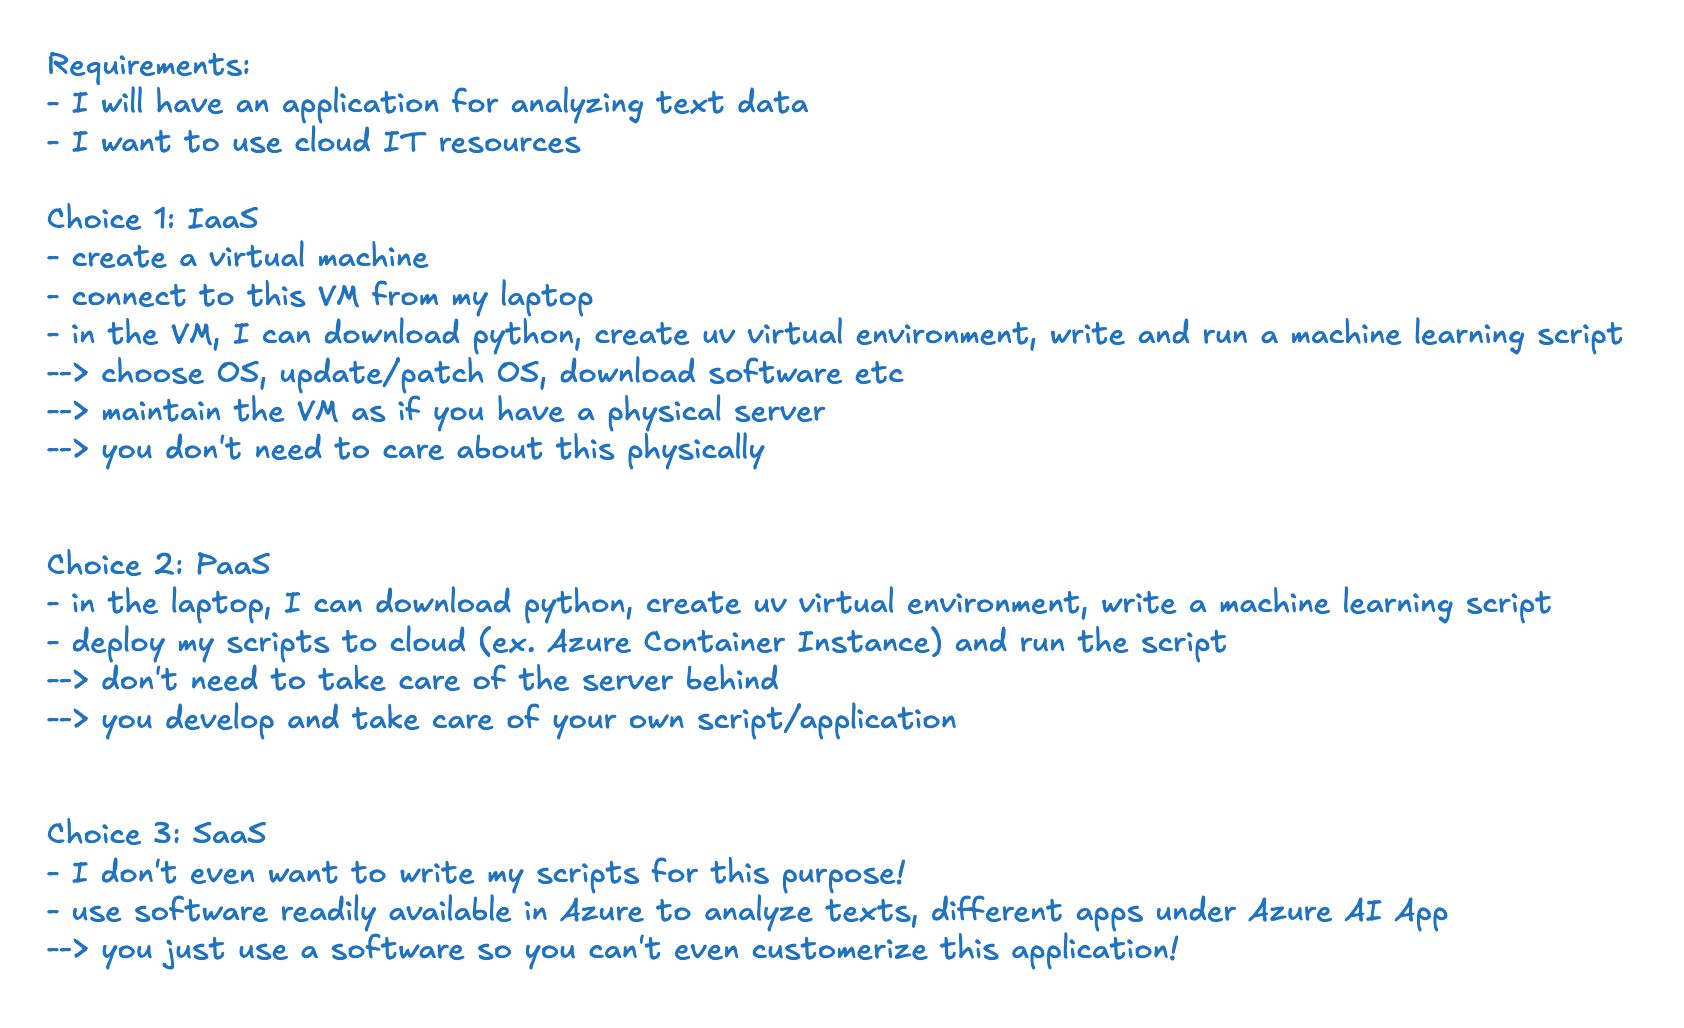 Requirements:
- I will have an application for analyzing text data
- I want to use cloud IT resources
Choice 1: IaaS
- create a virtual machine
- connect to this VM from my laptop
- in the VM, I can download python, create uv virtual environment, write and run a machine learning script
--> choose OS, update/patch OS, download software etc
--> maintain the VM as if you have a physical server
--> you don't need to care about this physically
Choice 2: PaaS
- in the laptop, I can download python, create uv virtual environment, write a machine learning script
- deploy my scripts to cloud (ex. Azure Container Instance) and run the script
--> don't need to take care of the server behind
--> you develop and take care of your own script/application
Choice 3: SaaS
- I don't even want to write my scripts for this purpose!
- use software readily available in Azure to analyze texts, different apps under Azure AI App
--> you just use a software so you can't even customerize this application!